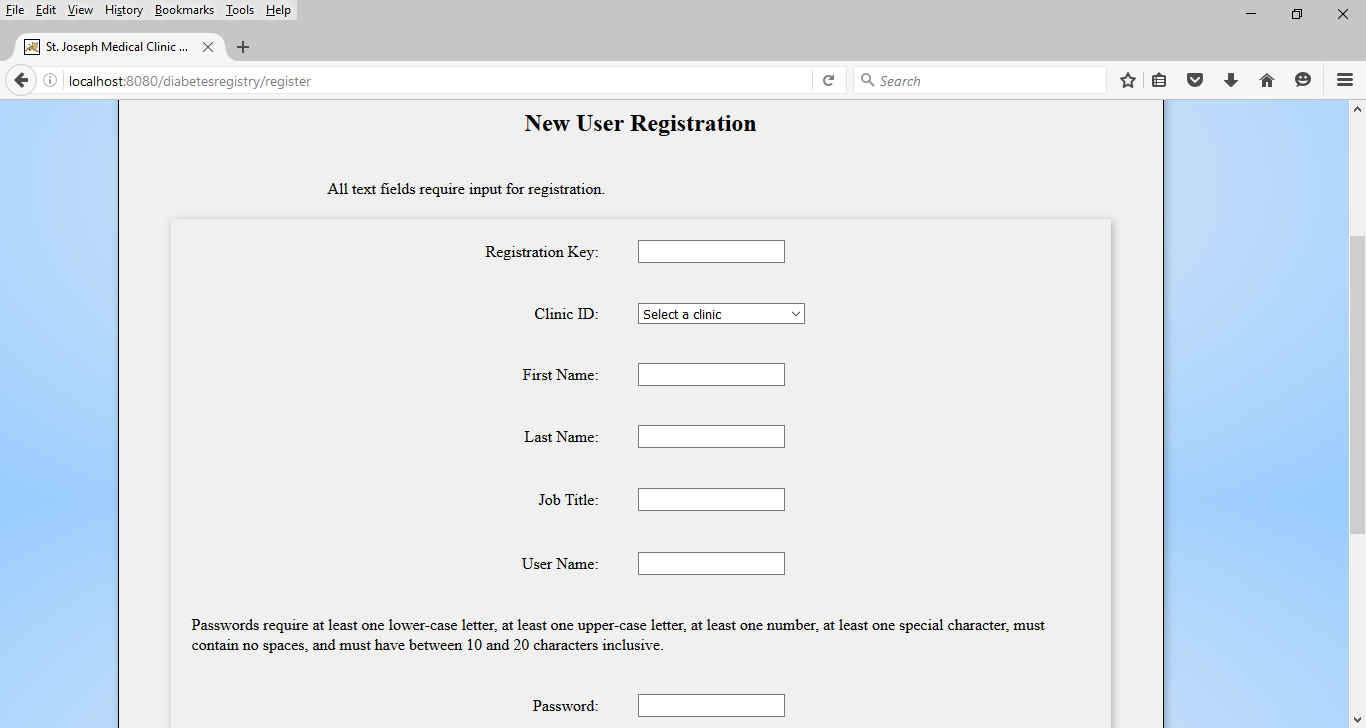 File Edit View History Bookmarks Tools Help
St. Joseph Medical Clinic ...
localhost:8080/diabetesregistry/register
Search
New User Registration
All text fields require input for registration.
Registration Key:
Clinic ID: Select a clinic
First Name:
Last Name:
Job Title:
User Name:
Passwords require at least one lower-case letter, at least one upper-case letter, at least one number, at least one special character, must
contain no spaces, and must have between 10 and 20 characters inclusive.
Password: